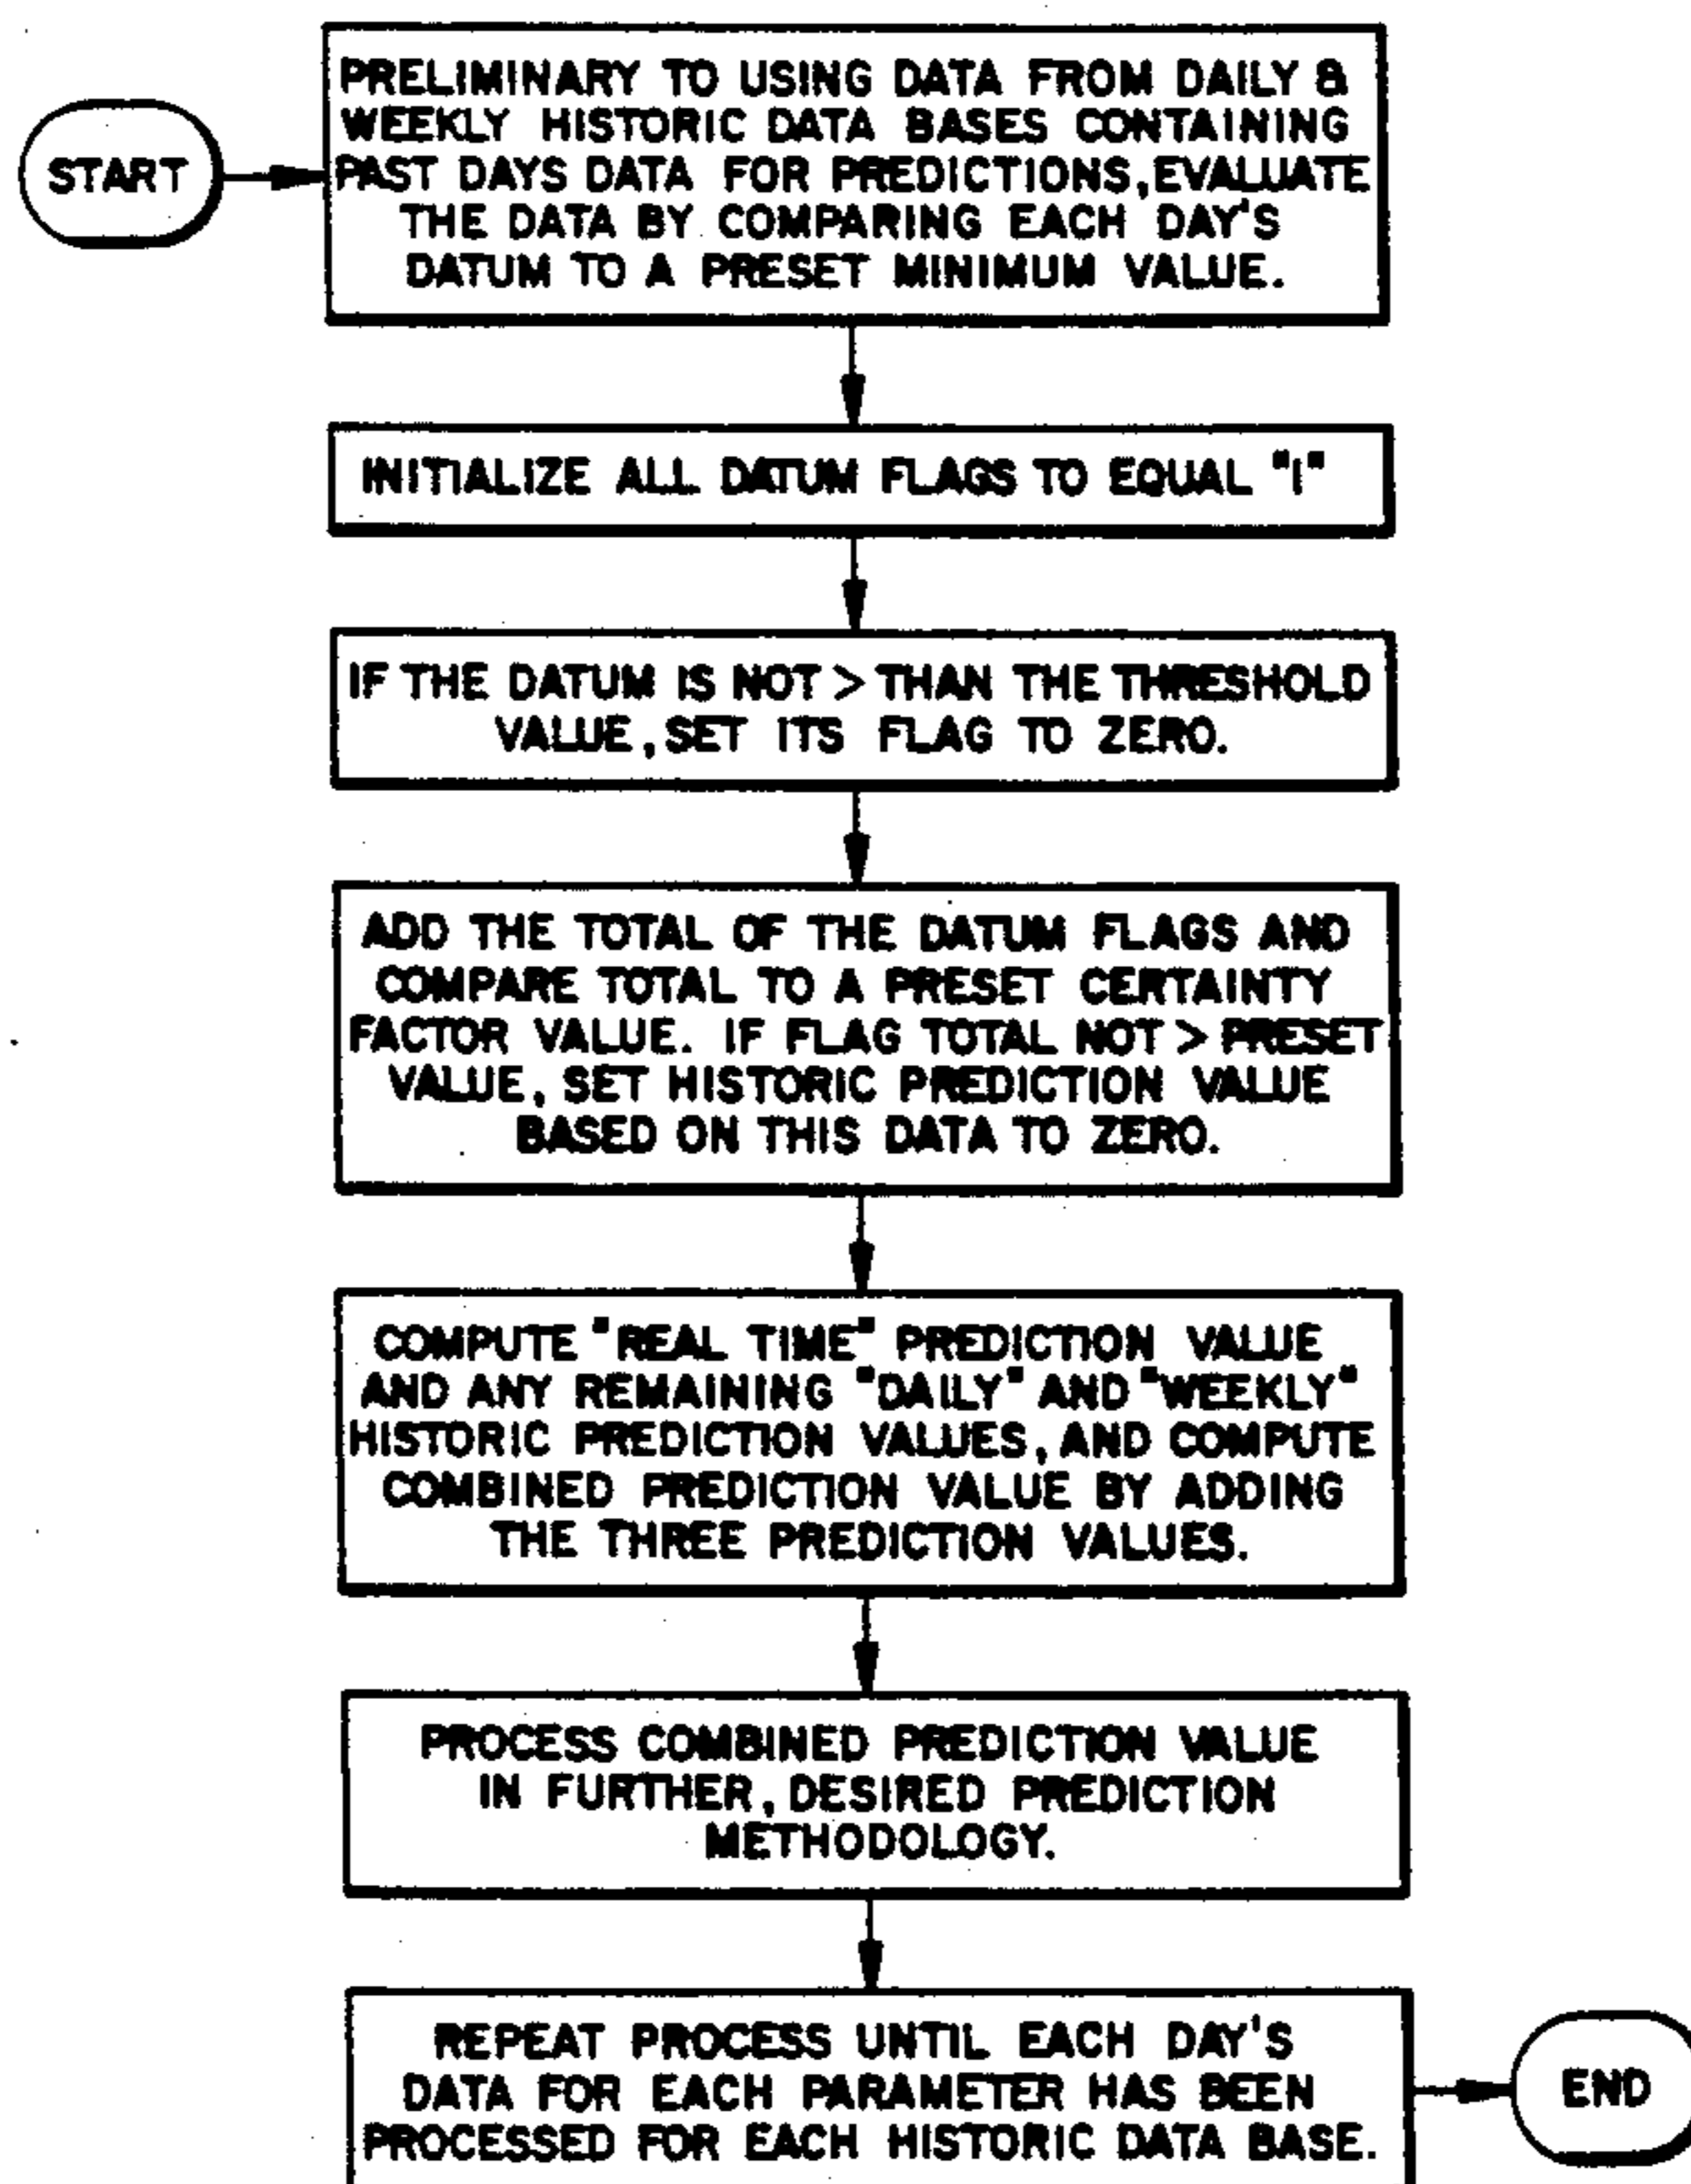 START
PRELIMINARY TO USING DATA FROM DAILY &
WEEKLY HISTORIC DATA BASES CONTAINING
PAST DAYS DATA FOR PREDICTIONS, EVALUATE
THE DATA BY COMPARING EACH DAY'S
DATUM TO A PRESET MINIMUM VALUE.
INITIALIZE ALL DATUM FLAGS TO EQUAL "1"
IF THE DATUM IS NOT > THAN THE THRESHOLD
VALUE, SET ITS FLAG TO ZERO.
ADD THE TOTAL OF THE DATUM FLAGS AND
COMPARE TOTAL TO A PRESET CERTAINTY
FACTOR VALUE. IF FLAG TOTAL NOT > PRESET
VALUE, SET HISTORIC PREDICTION VALUE
BASED ON THIS DATA TO ZERO.
COMPUTE "REAL TIME" PREDICTION VALUE
AND ANY REMAINING "DAILY" AND "WEEKLY"
HISTORIC PREDICTION VALUES, AND COMPUTE
COMBINED PREDICTION VALUE BY ADDING
THE THREE PREDICTION VALUES.
PROCESS COMBINED PREDICTION VALUE
IN FURTHER, DESIRED PREDICTION
METHODOLOGY.
REPEAT PROCESS UNTIL EACH DAY'S
DATA FOR EACH PARAMETER HAS BEEN
PROCESSED FOR EACH HISTORIC DATA BASE.
END